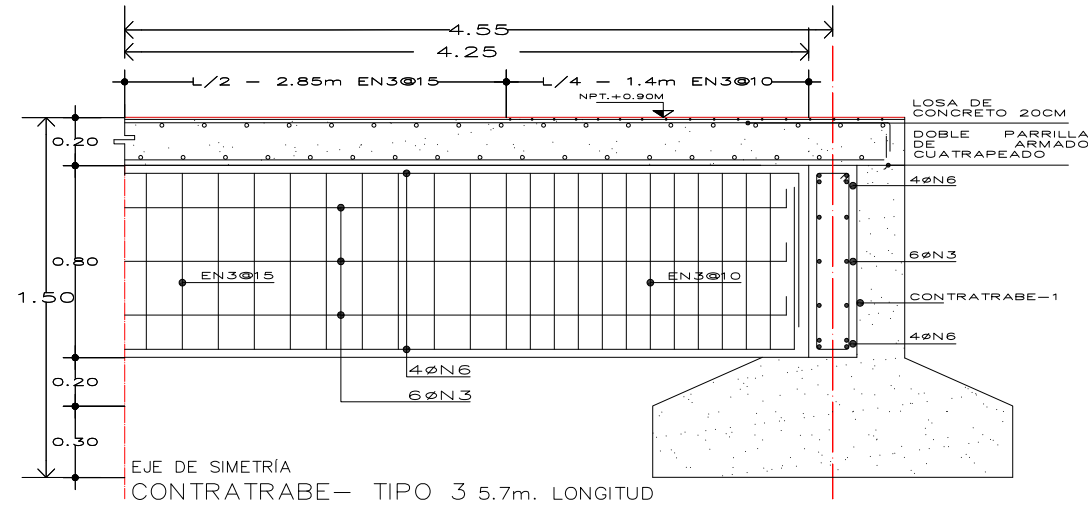 4.55
4.25
L/2 - 2.85m EN3@15
L/4 - 1.4m EN3@10
NPT.+0.90M
LOSA DE
CONCRETO 20CM
DOBLE PARRILLA
DE ARMADO
CUATRAPEADO
0.20
4øN6
0.80
EN3@15
EN3@10
6øN3
1.50
CONTRATRABE-1
4øN6
4øN6
0.20
6øN3
0.30
EJE DE SIMETRÍA
CONTRATRABE- TIPO 3 5.7m. LONGITUD